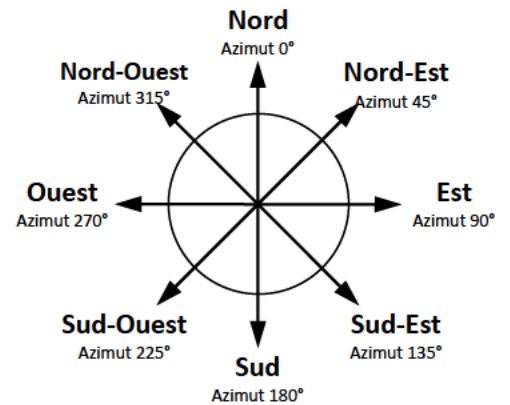 Nord
Azimut 0°
Nord-Ouest
Azimut 315°
Nord-Est
Azimut 45°
Ouest
Azimut 270°
Est
Azimut 90°
Sud-Ouest
Azimut 225°
Sud-Est
Azimut 135°
Sud
Azimut 180°